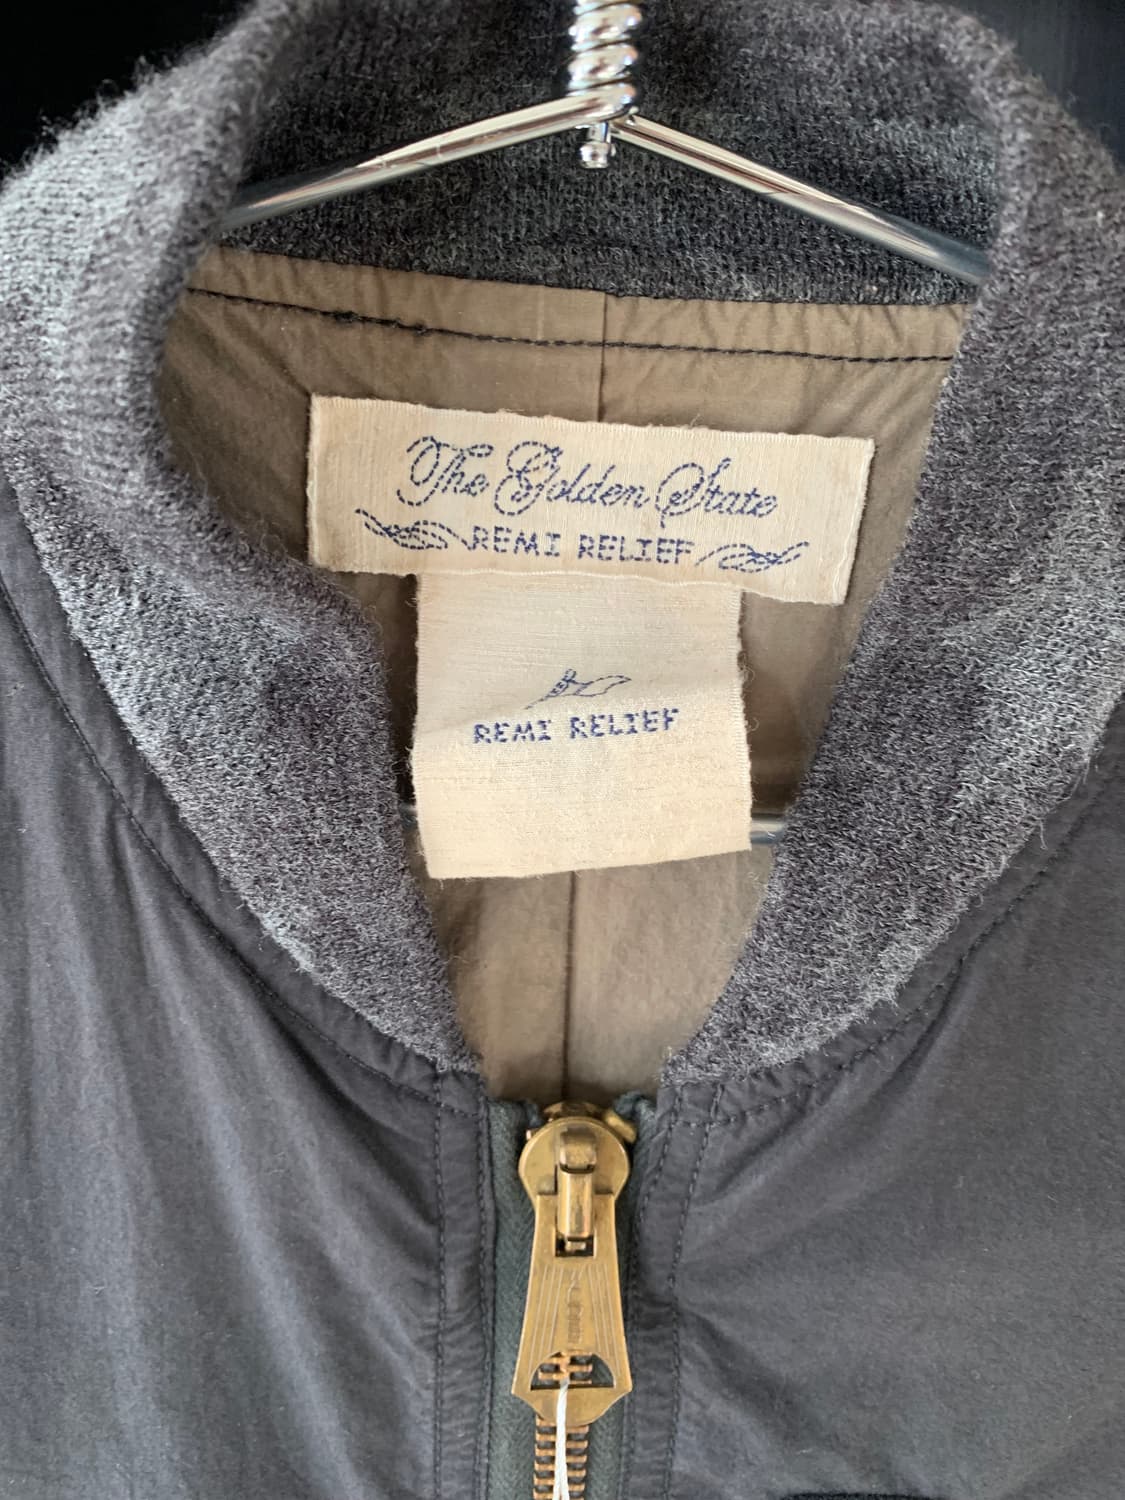 The Golden State
REMI RELIEF
REMI RELIEF